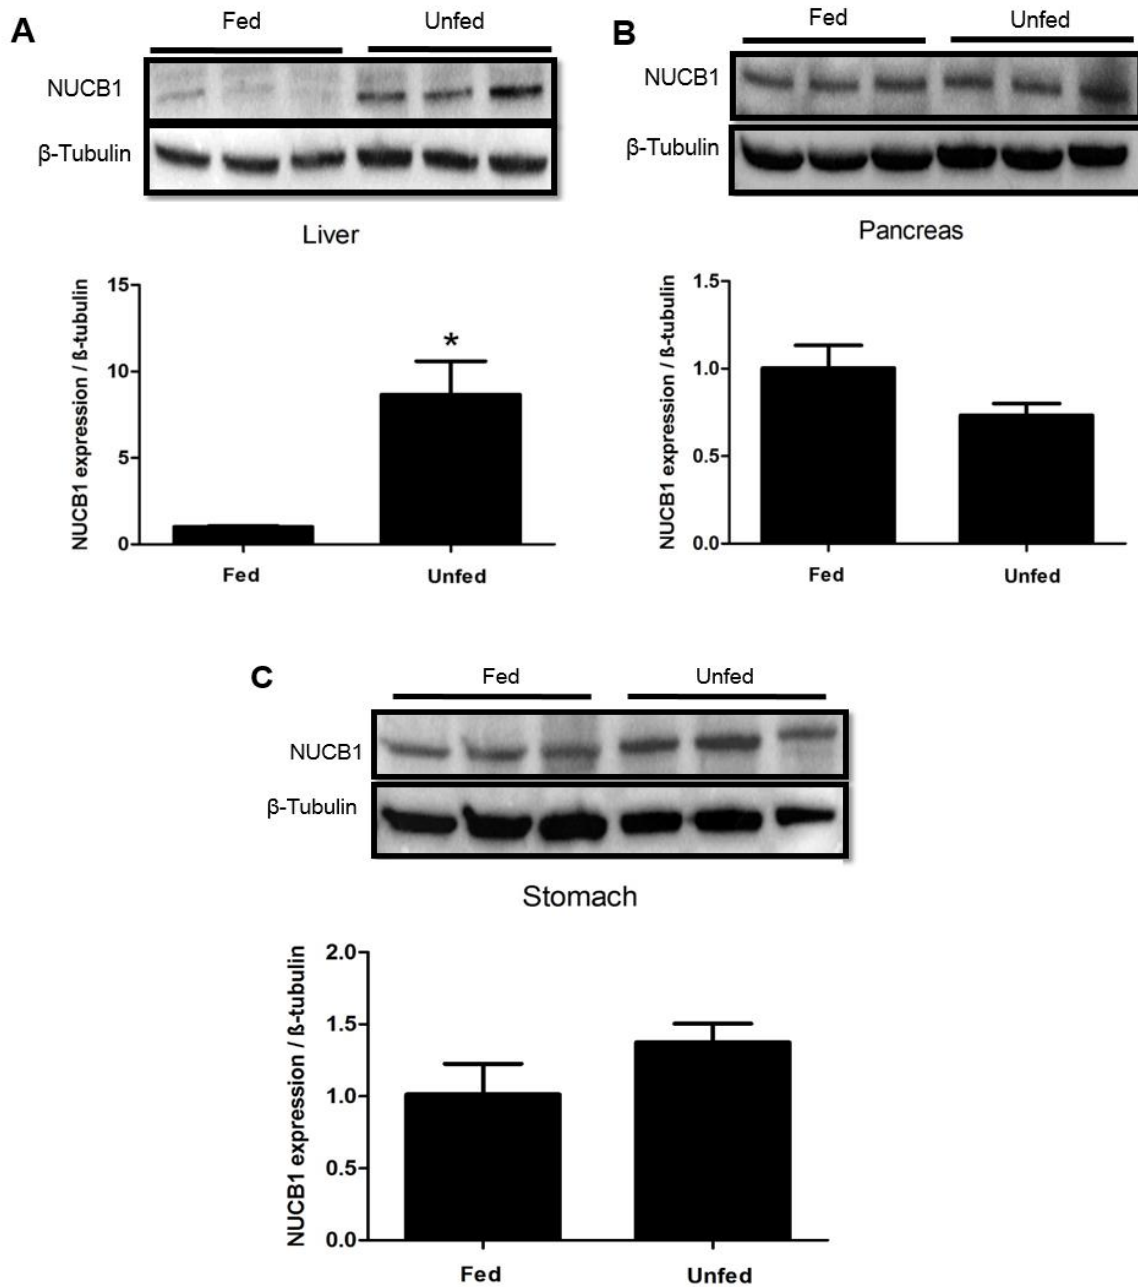 A
Fed Unfed
NUCB1
β-Tubulin
Liver
NUCB1 expression / ß-tubulin
15
10
5
0
*
Fed Unfed
B
Fed Unfed
NUCB1
β-Tubulin
Pancreas
NUCB1 expression / ß-tubulin
1.5
1.0
0.5
0.0
Fed Unfed
C
Fed Unfed
NUCB1
β-Tubulin
Stomach
NUCB1 expression / ß-tubulin
2.0
1.5
1.0
0.5
0.0
Fed Unfed